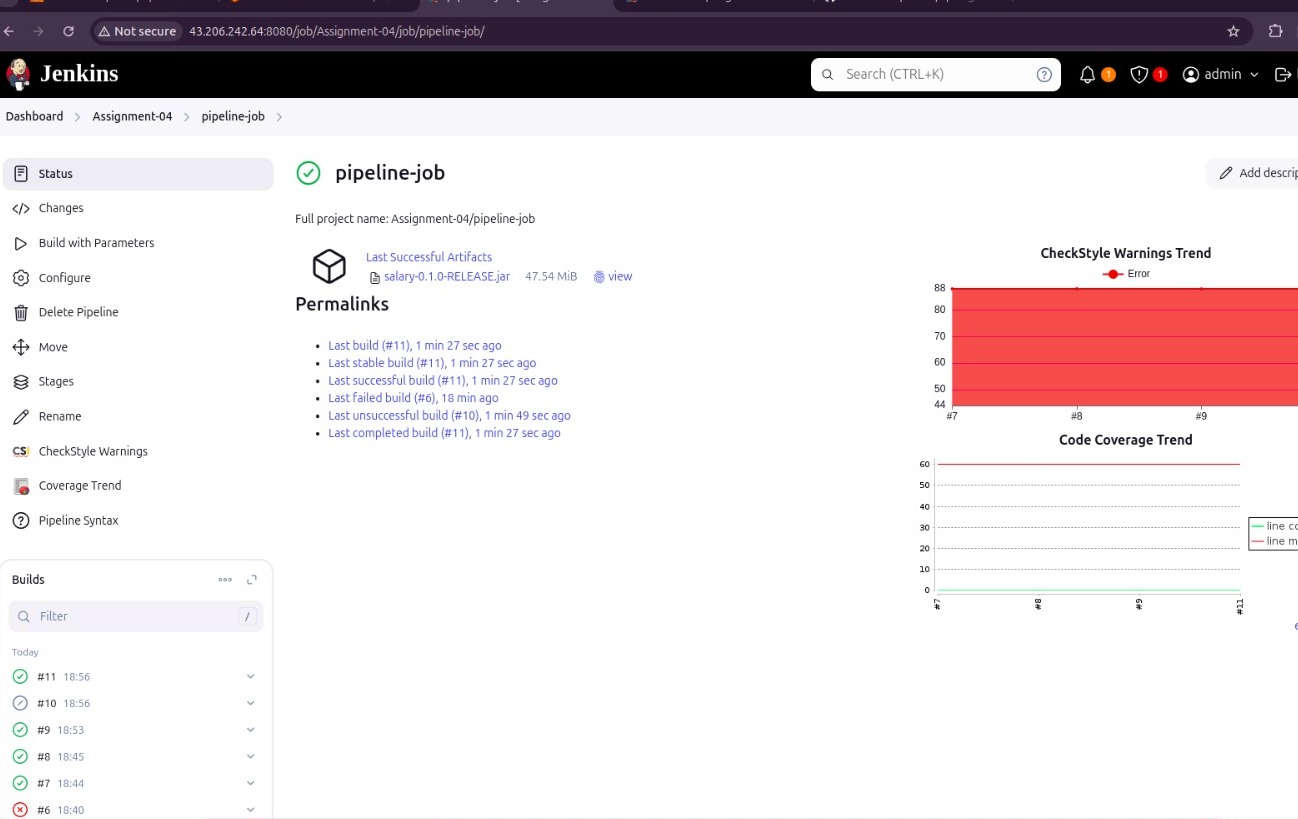 Not secure
43.206.242.64:8080/job/Assignment-04/job/pipeline-job/
Jenkins
Search (CTRL+K)
?
1
1
admin
Dashboard > Assignment-04 > pipeline-job >
Status
Changes
Build with Parameters
Configure
Delete Pipeline
Move
Stages
Rename
CS CheckStyle Warnings
Coverage Trend
Pipeline Syntax
Builds
Filter
/
Today
#11 18:56
#10 18:56
#9 18:53
#8 18:45
#7 18:44
#6 18:40
pipeline-job
Add descrip
Full project name: Assignment-04/pipeline-job
Last Successful Artifacts
salary-0.1.0-RELEASE.jar 47.54 MiB view
Permalinks
Last build (#11), 1 min 27 sec ago
Last stable build (#11), 1 min 27 sec ago
Last successful build (#11), 1 min 27 sec ago
Last failed build (#6), 18 min ago
Last unsuccessful build (#10), 1 min 49 sec ago
Last completed build (#11), 1 min 27 sec ago
CheckStyle Warnings Trend
Error
88
80
70
60
50
44
#7 #8 #9
Code Coverage Trend
60
50
40
30
20
10
0
#7 #8 #9 #11
line co
line m